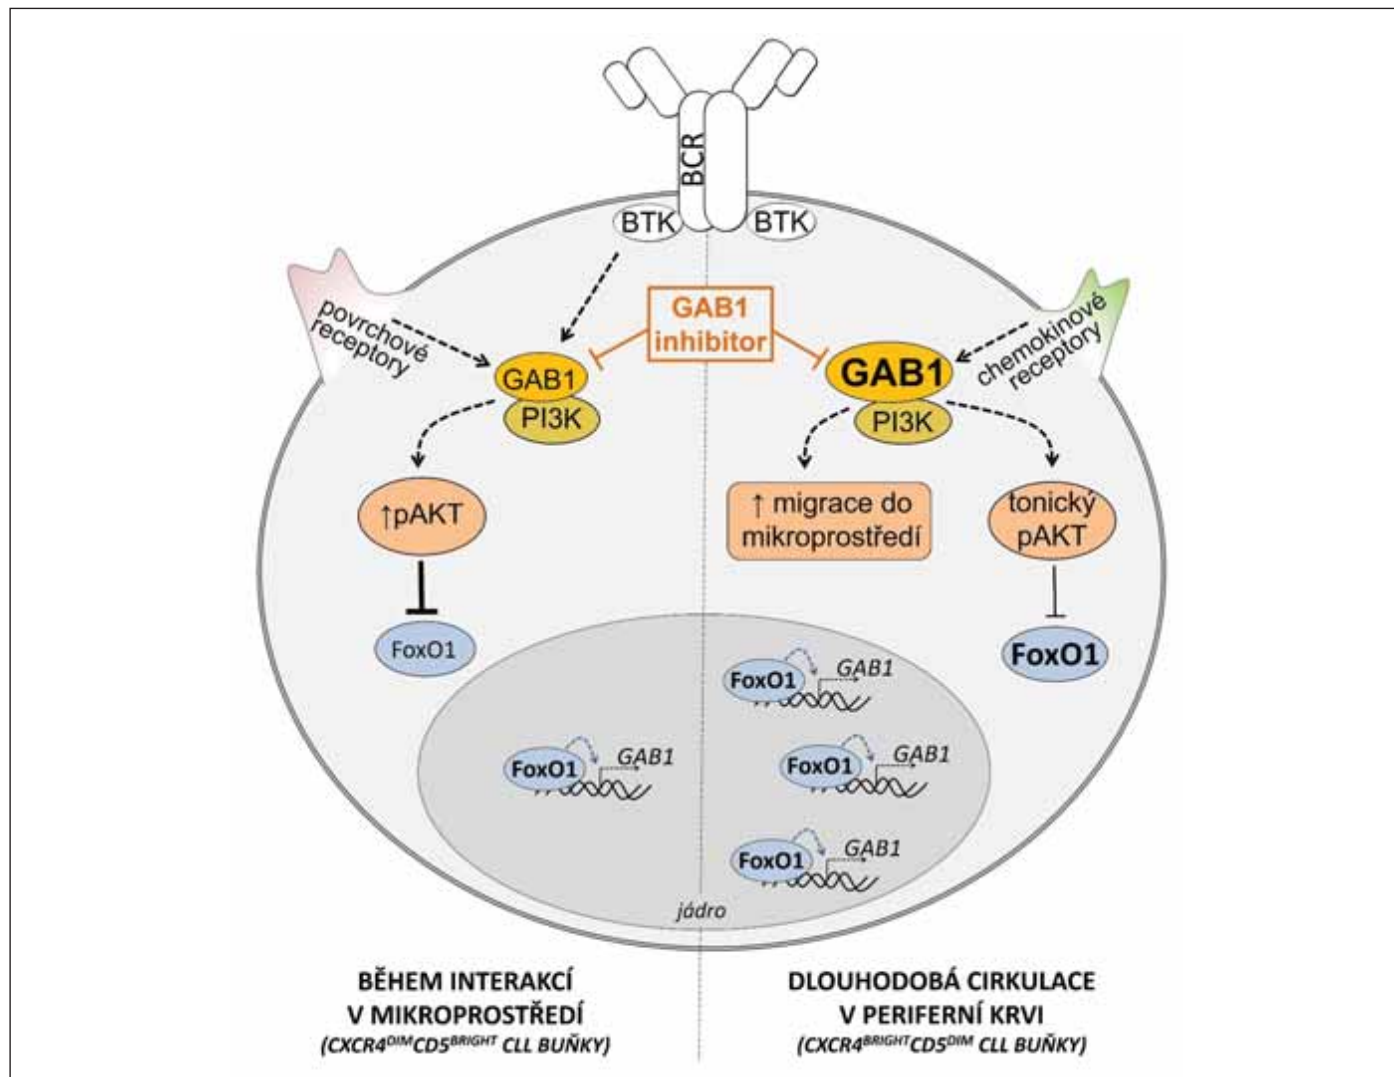 BCR
BTK
BTK
povrchové
receptory
GAB1
inhibitor
chemokinové
receptory
GAB1
PI3K
GAB1
PI3K
↑pAKT
↑ migrace do
mikroprostředí
tonický
pAKT
FoxO1
FoxO1
FoxO1
GAB1
FoxO1
GAB1
FoxO1
GAB1
FoxO1
GAB1
jádro
BĚHEM INTERAKCÍ
V MIKROPROSTŘEDÍ
(CXCR4DIMCD5BRIGHT CLL BUŇKY)
DLOUHODOBÁ CIRKULACE
V PERIFERNÍ KRVI
(CXCR4BRIGHTCD5DIM CLL BUŇKY)